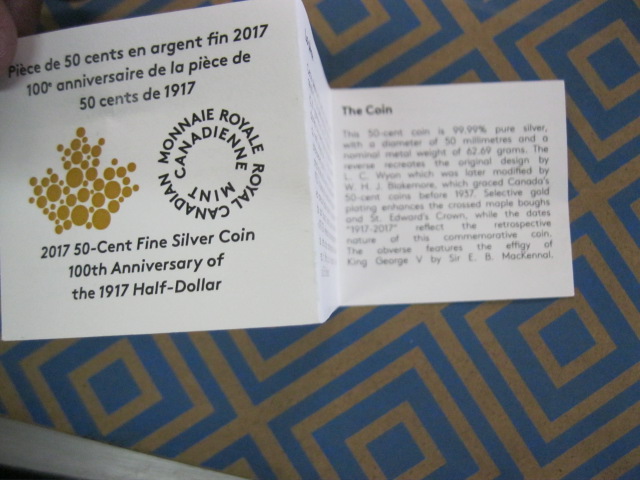 Pièce de 50 cents en argent fin 2017
100e anniversaire de la pièce de
50 cents de 1917
MONNAIE ROYALE CANADIENNE
ROYAL CANADIAN MINT
2017 50-Cent Fine Silver Coin
100th Anniversary of
the 1917 Half-Dollar
The Coin
This 50-cent coin is 99.99% pure silver,
with a diameter of 50 millimetres and a
nominal metal weight of 62.69 grams. The
reverse recreates the original design by
L. C. Wyon which was later modified by
W. H. J. Blakemore, which graced Canada's
50-cent coins before 1937. Selective gold
plating enhances the crossed maple boughs
and St. Edward's Crown, while the dates
"1917-2017" reflect the retrospective
nature of this commemorative coin.
The obverse features the effigy of
King George V by Sir E. B. MacKennal.